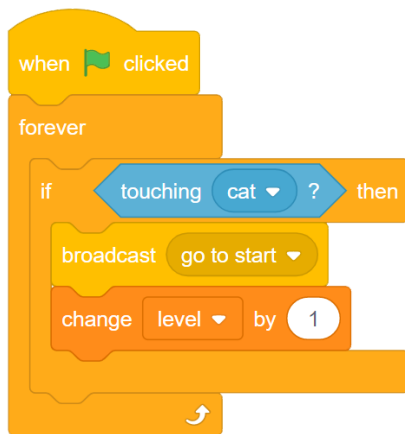 when clicked
forever
if touching cat ? then
broadcast go to start
change level by 1